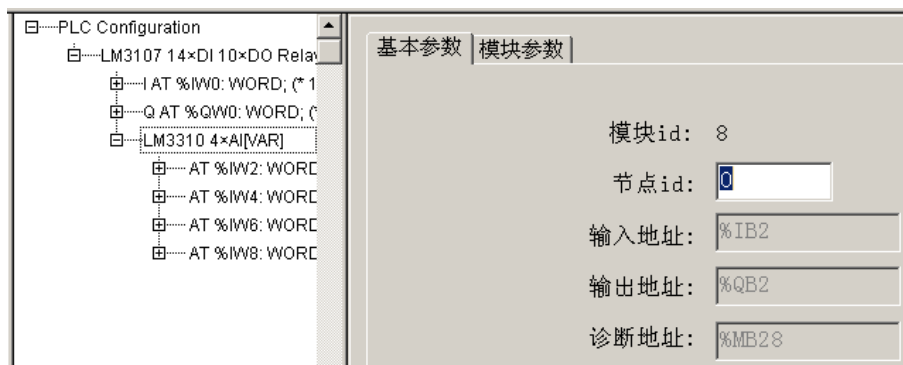 PLC Configuration
LM3107 14×DI 10×DO Relay
I AT %IW0: WORD; (* 1
Q AT %QW0: WORD; (*
LM3310 4×AI[VAR]
AT %IW2: WORD
AT %IW4: WORD
AT %IW6: WORD
AT %IW8: WORD
基本参数 模块参数
模块id: 8
节点id: 0
输入地址: %IB2
输出地址: %QB2
诊断地址: %MB28